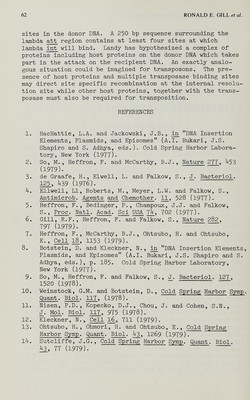 62 RONALD E. GILL et al.
sites in the donor DNA. A 250 bp sequence surrounding the
lambda att region contains at least four sites at which
lambda int will bind. Landy has hypothesized a complex of
proteins including host proteins on the donor DNA which takes
part in the attack on the recipient DNA. An exactly analo-
gous situation could be imagined for transposons. The pre-
sence of host proteins and multiple transposase binding sites
may direct site specific recombination at the internal resolu-
tion site while other host proteins, together with the trans-
posase must also be required for transposition.
REFERENCES
1. MacHattie, L.A. and Jackowski, J.B., in "DNA Insertion
Elements, Plasmids, and Episomes" (A.I. Bukari, J.S.
Shapiro and S. Adhya, eds.). Cold Spring Harbor Labora-
tory, New York (1977).
2. So, M., Heffron, F. and McCarthy, B.J., Nature 277, 453
(1979).
3. de Graafe, H., Elwell, L. and Falkow, S., J. Bacteriol.
125, 439 (1976).
4. Elwell, Ll, Roberts, M., Meyer, L.W. and Falkow, S.,
Antimicrob. Agents and Chemother. 11, 528 (1977).
5. Heffron, F., Bedinger, P., Champoux, J.J. and Falkow,
S., Proc. Natl. Acad. Sci USA 74, 702 (1977).
6. Gill, R.F., Heffron, F. and Falkow, S., Nature 282,
797 (1979).
7. Heffron, F., McCarthy, B.J., Ohtsubo, H. and Ohtsubo,
E., Cell 18, 1153 (1979).
8. Botstein, D. and Kleckner, N., in "DNA Insertion Elements,
Plasmids, and Episomes" (A.I. Bukari, J.S. Shapiro and S.
Adhya, eds.), p. 185. Cold Spring Harbor Laboratory,
New York (1977).
9. So, M., Heffron, F. and Falkow, S., J. Bacteriol. 127,
1520 (1978).
10. Weinstock, G.M. and Botstein, D., Cold Spring Harbor Symp.
Quant. Biol. 117, (1978).
11. Nisen, P.D., Kopecko, D.J., Chou, J. and Cohen, S.N.,
J. Mol. Biol. 117, 975 (1978).
12. Kleckner, N., Cell 16, 711 (1979).
13. Ohtsubo, H., Ohmori, H. and Ohtsubo, E., Cold Spring
Harbor Symp. Quant. Biol. 43, 1269 (1979).
14. Sutcliffe, J.G., Cold Spring Harbor Symp. Quant. Biol.
43, 77 (1979).